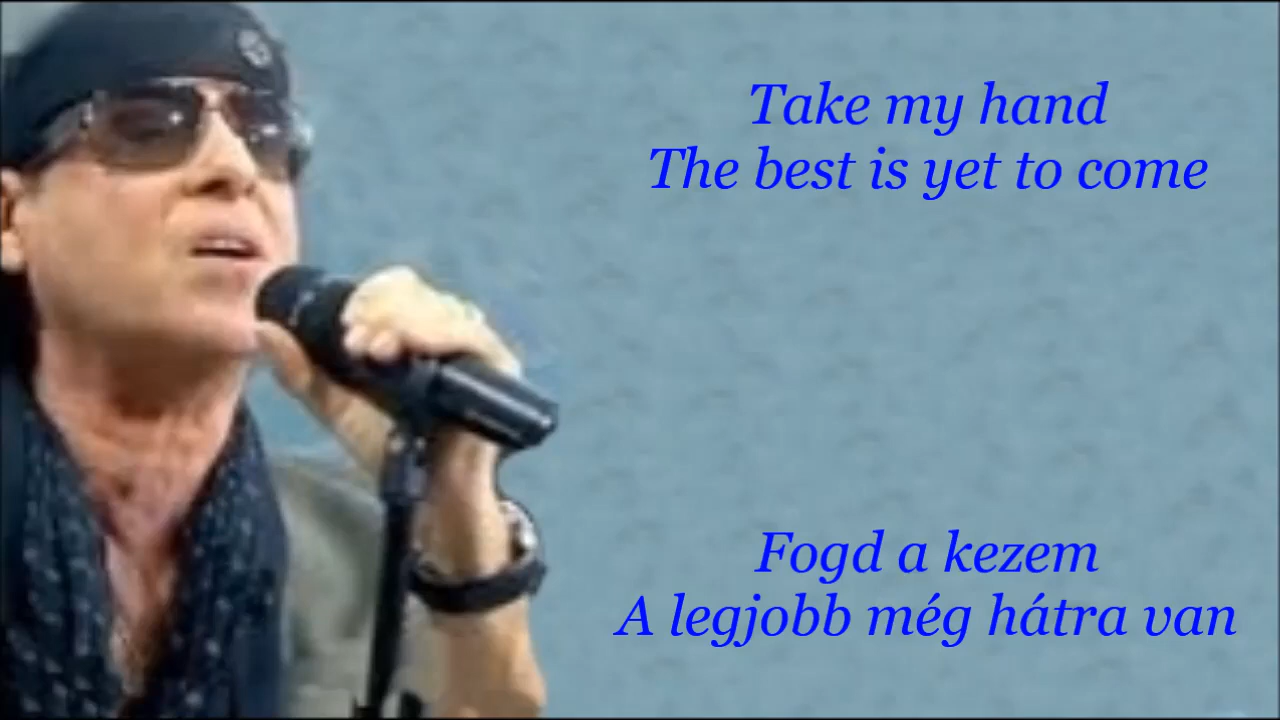 Take my hand
The best is yet to come
Fogd a kezem
A legjobb még hátra van